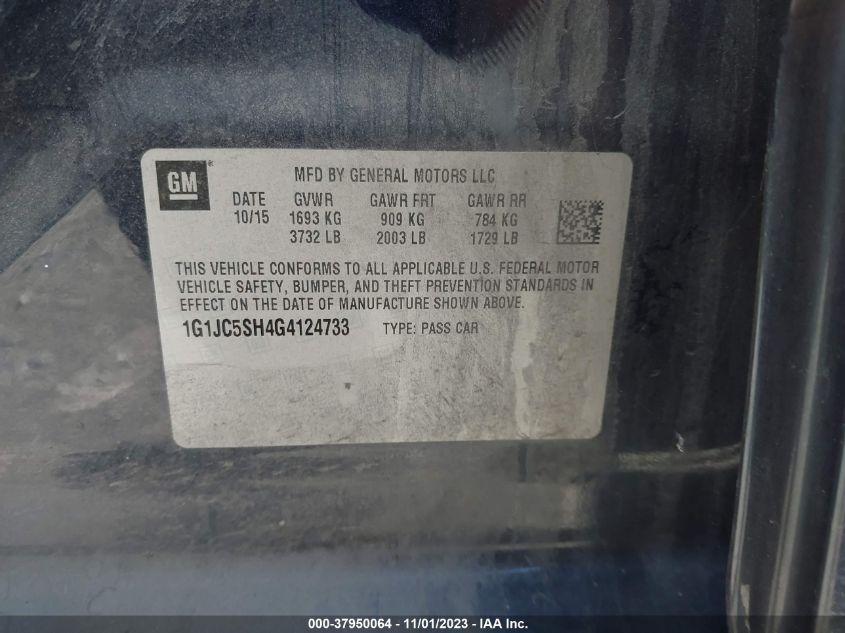 GM ® MFD BY GENERAL MOTORS LLC
DATE GVWR GAWR FRT GAWR RR
10/15 1693 KG 909 KG 784 KG
3732 LB 2003 LB 1729 LB
THIS VEHICLE CONFORMS TO ALL APPLICABLE U.S. FEDERAL MOTOR
VEHICLE SAFETY, BUMPER, AND THEFT PREVENTION STANDARDS IN
EFFECT ON THE DATE OF MANUFACTURE SHOWN ABOVE.
1G1JC5SH4G4124733 TYPE: PASS CAR
000-37950064 - 11/01/2023 - IAA Inc.